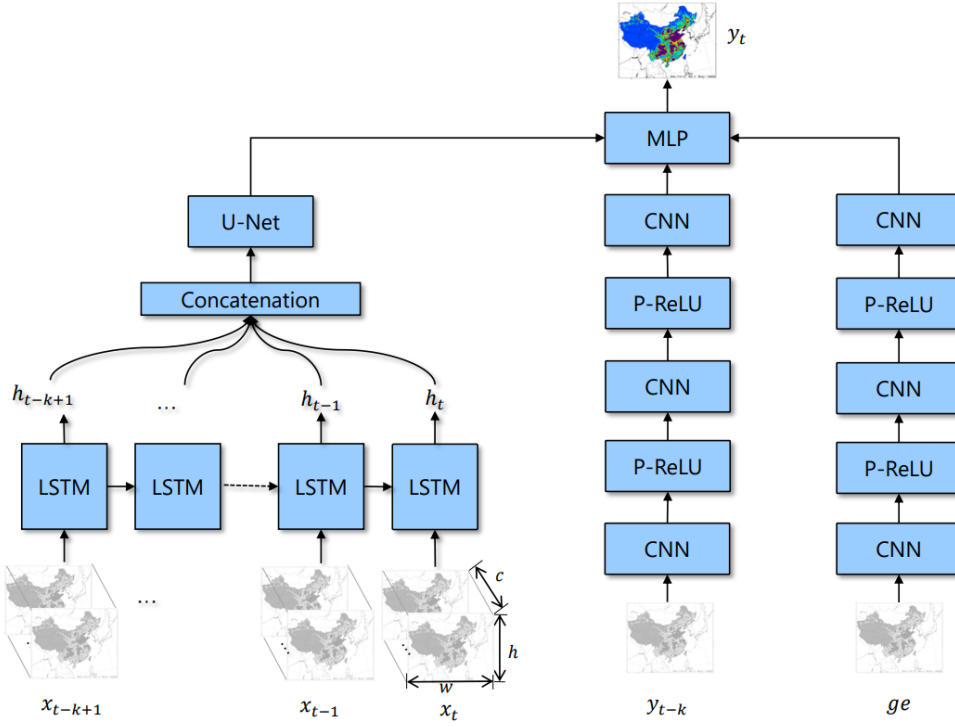 y_t
MLP
U-Net
CNN
CNN
Concatenation
P-ReLU
P-ReLU
h_{t-k+1}
...
h_{t-1}
h_t
CNN
CNN
LSTM
LSTM
LSTM
LSTM
P-ReLU
P-ReLU
CNN
CNN
c
...
h
w
x_{t-k+1}
x_{t-1}
x_t
y_{t-k}
ge